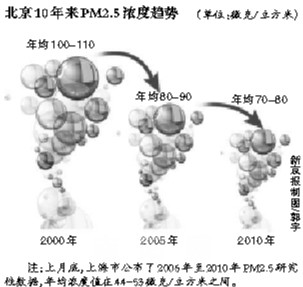 北京10年来PM2.5浓度趋势
(单位:微克/立方米)
年均100-110
年均80-90
年均70-80
2000年
2005年
2010年
新京报制图/郭宇
注:上月底,上海市公布了2006年至2010年PM2.5研究
性数据,年均浓度值在44-53微克/立方米之间。